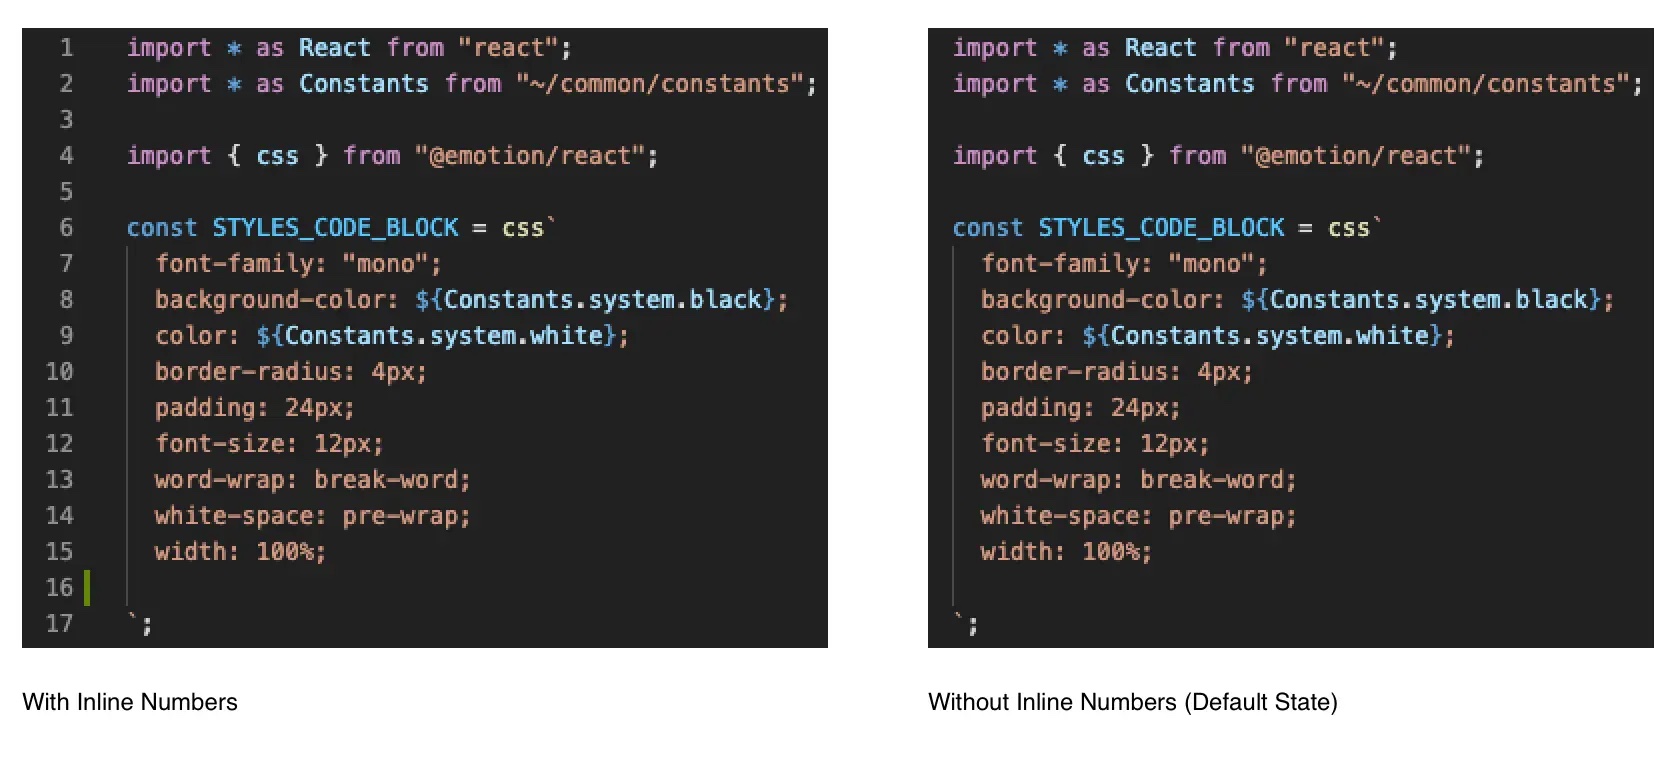 1 import * as React from "react";
2 import * as Constants from "~/common/constants";
3
4 import { css } from "@emotion/react";
5
6 const STYLES_CODE_BLOCK = css`
7   font-family: "mono";
8   background-color: ${Constants.system.black};
9   color: ${Constants.system.white};
10   border-radius: 4px;
11   padding: 24px;
12   font-size: 12px;
13   word-wrap: break-word;
14   white-space: pre-wrap;
15   width: 100%;
16
17 `;
With Inline Numbers
import * as React from "react";
import * as Constants from "~/common/constants";
import { css } from "@emotion/react";
const STYLES_CODE_BLOCK = css`
  font-family: "mono";
  background-color: ${Constants.system.black};
  color: ${Constants.system.white};
  border-radius: 4px;
  padding: 24px;
  font-size: 12px;
  word-wrap: break-word;
  white-space: pre-wrap;
  width: 100%;
`;
Without Inline Numbers (Default State)